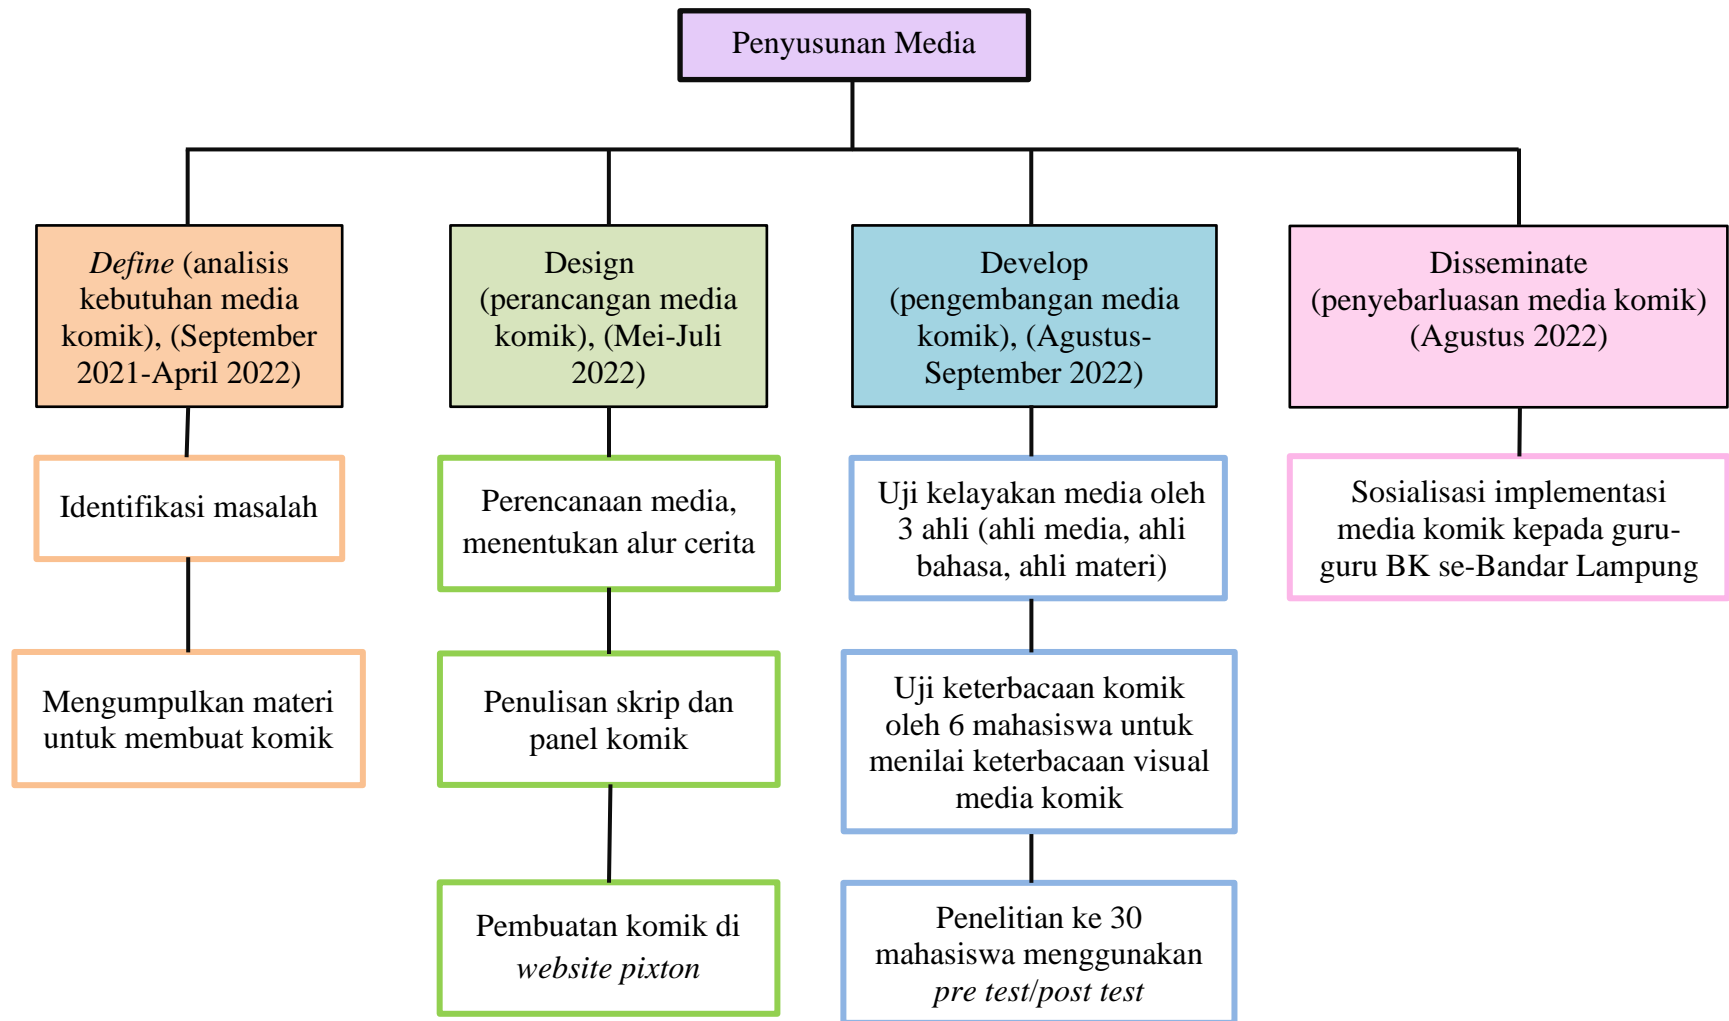 Penyusunan Media
Define (analisis
kebutuhan media
komik), (September
2021-April 2022)
Identifikasi masalah
Mengumpulkan materi
untuk membuat komik
Design
(perancangan media
komik), (Mei-Juli
2022)
Perencanaan media,
menentukan alur cerita
Penulisan skrip dan
panel komik
Pembuatan komik di
website pixton
Develop
(pengembangan media
komik), (Agustus-
September 2022)
Uji kelayakan media oleh
3 ahli (ahli media, ahli
bahasa, ahli materi)
Uji keterbacaan komik
oleh 6 mahasiswa untuk
menilai keterbacaan visual
media komik
Penelitian ke 30
mahasiswa menggunakan
pre test/post test
Disseminate
(penyebarluasan media komik)
(Agustus 2022)
Sosialisasi implementasi
media komik kepada guru-
guru BK se-Bandar Lampung